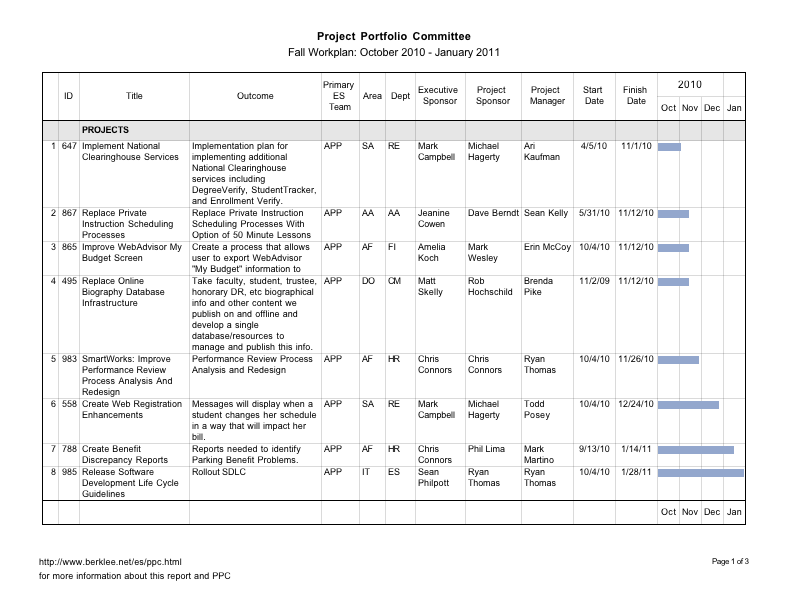 Project Portfolio Committee
Fall Workplan: October 2010 - January 2011
ID Title Outcome Primary ES Team Area Dept Executive Sponsor Project Sponsor Project Manager Start Date Finish Date 2010
Oct Nov Dec Jan
PROJECTS
1 647 Implement National Implementation plan for APP SA RE Mark Michael Ari 4/5/10 11/1/10
Clearinghouse Services implementing additional Campbell Hagerty Kaufman
National Clearinghouse
services including
DegreeVerify, StudentTracker,
and Enrollment Verify.
2 867 Replace Private Replace Private Instruction APP AA AA Jeanine Dave Berndt Sean Kelly 5/31/10 11/12/10
Instruction Scheduling Scheduling Processes With Cowen
Processes Option of 50 Minute Lessons
3 865 Improve WebAdvisor My Create a process that allows APP AF FI Amelia Mark Erin McCoy 10/4/10 11/12/10
Budget Screen user to export WebAdvisor Koch Wesley
"My Budget" information to
4 495 Replace Online Take faculty, student, trustee, APP DO CM Matt Rob Brenda 11/2/09 11/12/10
Biography Database honorary DR, etc biographical Skelly Hochschild Pike
Infrastructure info and other content we
publish on and offline and
develop a single
database/resources to
manage and publish this info.
5 983 SmartWorks: Improve Performance Review Process APP AF HR Chris Chris Ryan 10/4/10 11/26/10
Performance Review Analysis and Redesign Connors Connors Thomas
Process Analysis And
Redesign
6 558 Create Web Registration Messages will display when a APP SA RE Mark Michael Todd 10/4/10 12/24/10
Enhancements student changes her schedule Campbell Hagerty Posey
in a way that will impact her
bill.
7 788 Create Benefit Reports needed to identify APP AF HR Chris Phil Lima Mark 9/13/10 1/14/11
Discrepancy Reports Parking Benefit Problems. Connors Martino
8 985 Release Software Rollout SDLC APP IT ES Sean Ryan Ryan 10/4/10 1/28/11
Development Life Cycle Philpott Thomas Thomas
Guidelines
Oct Nov Dec Jan
http://www.berklee.net/es/ppc.html Page 1 of 3
for more information about this report and PPC